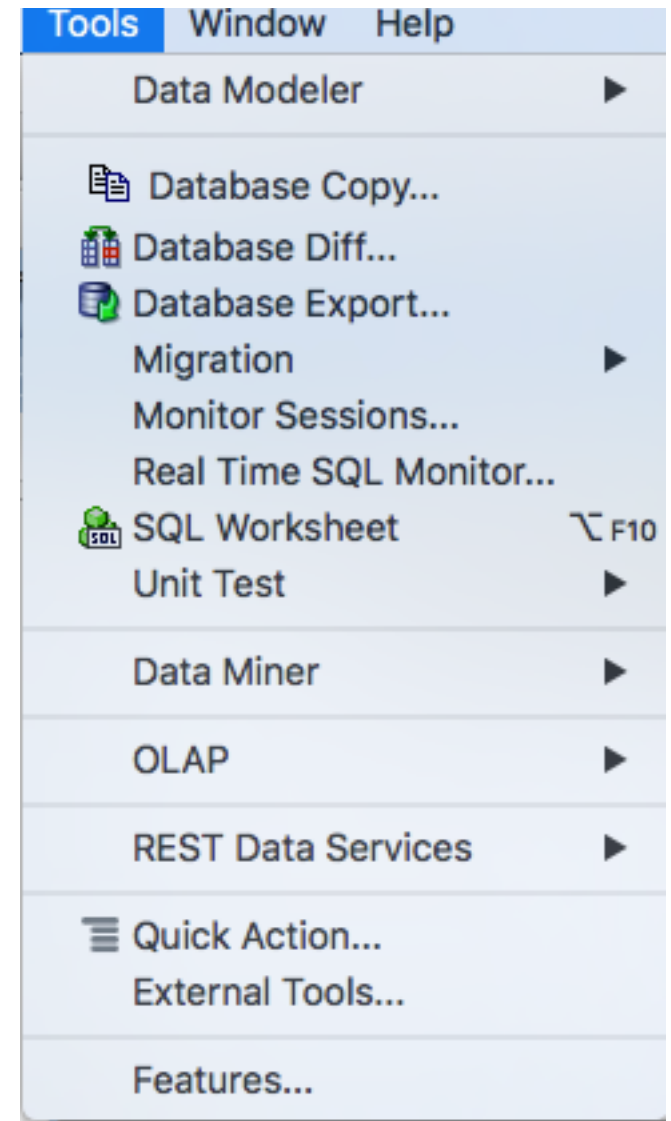 Tools Window Help
Data Modeler
Database Copy...
Database Diff...
Database Export...
Migration
Monitor Sessions...
Real Time SQL Monitor...
SQL Worksheet ⌥ F10
Unit Test
Data Miner
OLAP
REST Data Services
Quick Action...
External Tools...
Features...